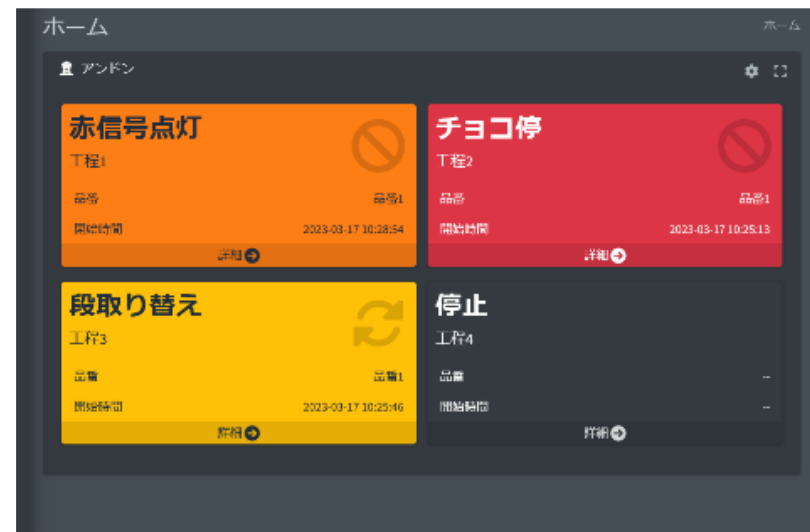 ホーム
ホーム
アンドン
赤信号点灯
工程1
品番 品番1
開始時間 2023-03-17 10:28:54
詳細
チョコ停
工程2
品番 品番1
開始時間 2023-03-17 10:25:13
詳細
段取り替え
工程3
品番 品番1
開始時間 2023-03-17 10:25:46
詳細
停止
工程4
品番 --
開始時間 --
詳細